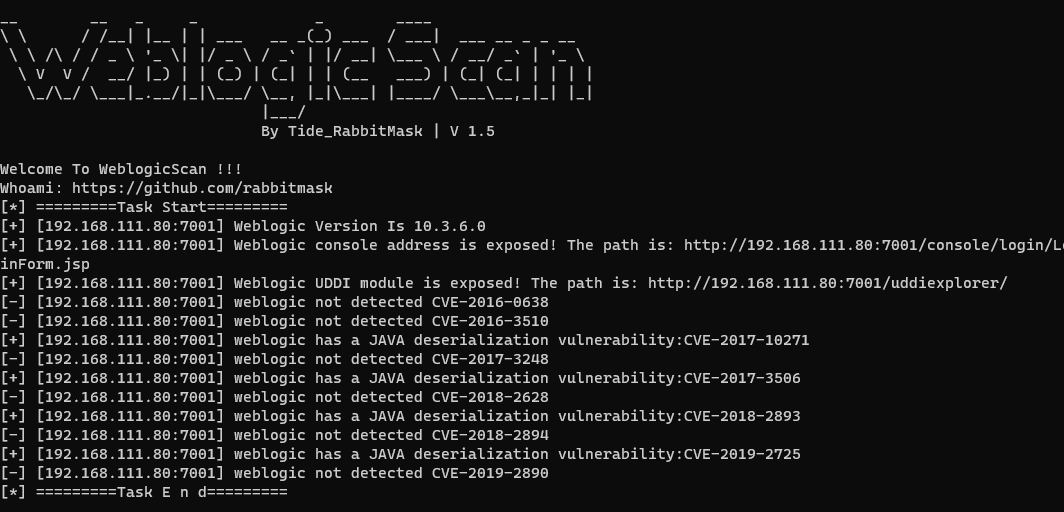 WeblogicScan
By Tide_RabbitMask | V 1.5
Welcome To WeblogicScan !!!
Whoami: https://github.com/rabbitmask
[*] =========Task Start=========
[+] [192.168.111.80:7001] Weblogic Version Is 10.3.6.0
[+] [192.168.111.80:7001] Weblogic console address is exposed! The path is: http://192.168.111.80:7001/console/login/Lo
inForm.jsp
[+] [192.168.111.80:7001] Weblogic UDDI module is exposed! The path is: http://192.168.111.80:7001/uddiexplorer/
[-] [192.168.111.80:7001] weblogic not detected CVE-2016-0638
[-] [192.168.111.80:7001] weblogic not detected CVE-2016-3510
[+] [192.168.111.80:7001] weblogic has a JAVA deserialization vulnerability:CVE-2017-10271
[-] [192.168.111.80:7001] weblogic not detected CVE-2017-3248
[+] [192.168.111.80:7001] weblogic has a JAVA deserialization vulnerability:CVE-2017-3506
[-] [192.168.111.80:7001] weblogic not detected CVE-2018-2628
[+] [192.168.111.80:7001] weblogic has a JAVA deserialization vulnerability:CVE-2018-2893
[-] [192.168.111.80:7001] weblogic not detected CVE-2018-2894
[+] [192.168.111.80:7001] weblogic has a JAVA deserialization vulnerability:CVE-2019-2725
[-] [192.168.111.80:7001] weblogic not detected CVE-2019-2890
[*] =========Task E n d=========